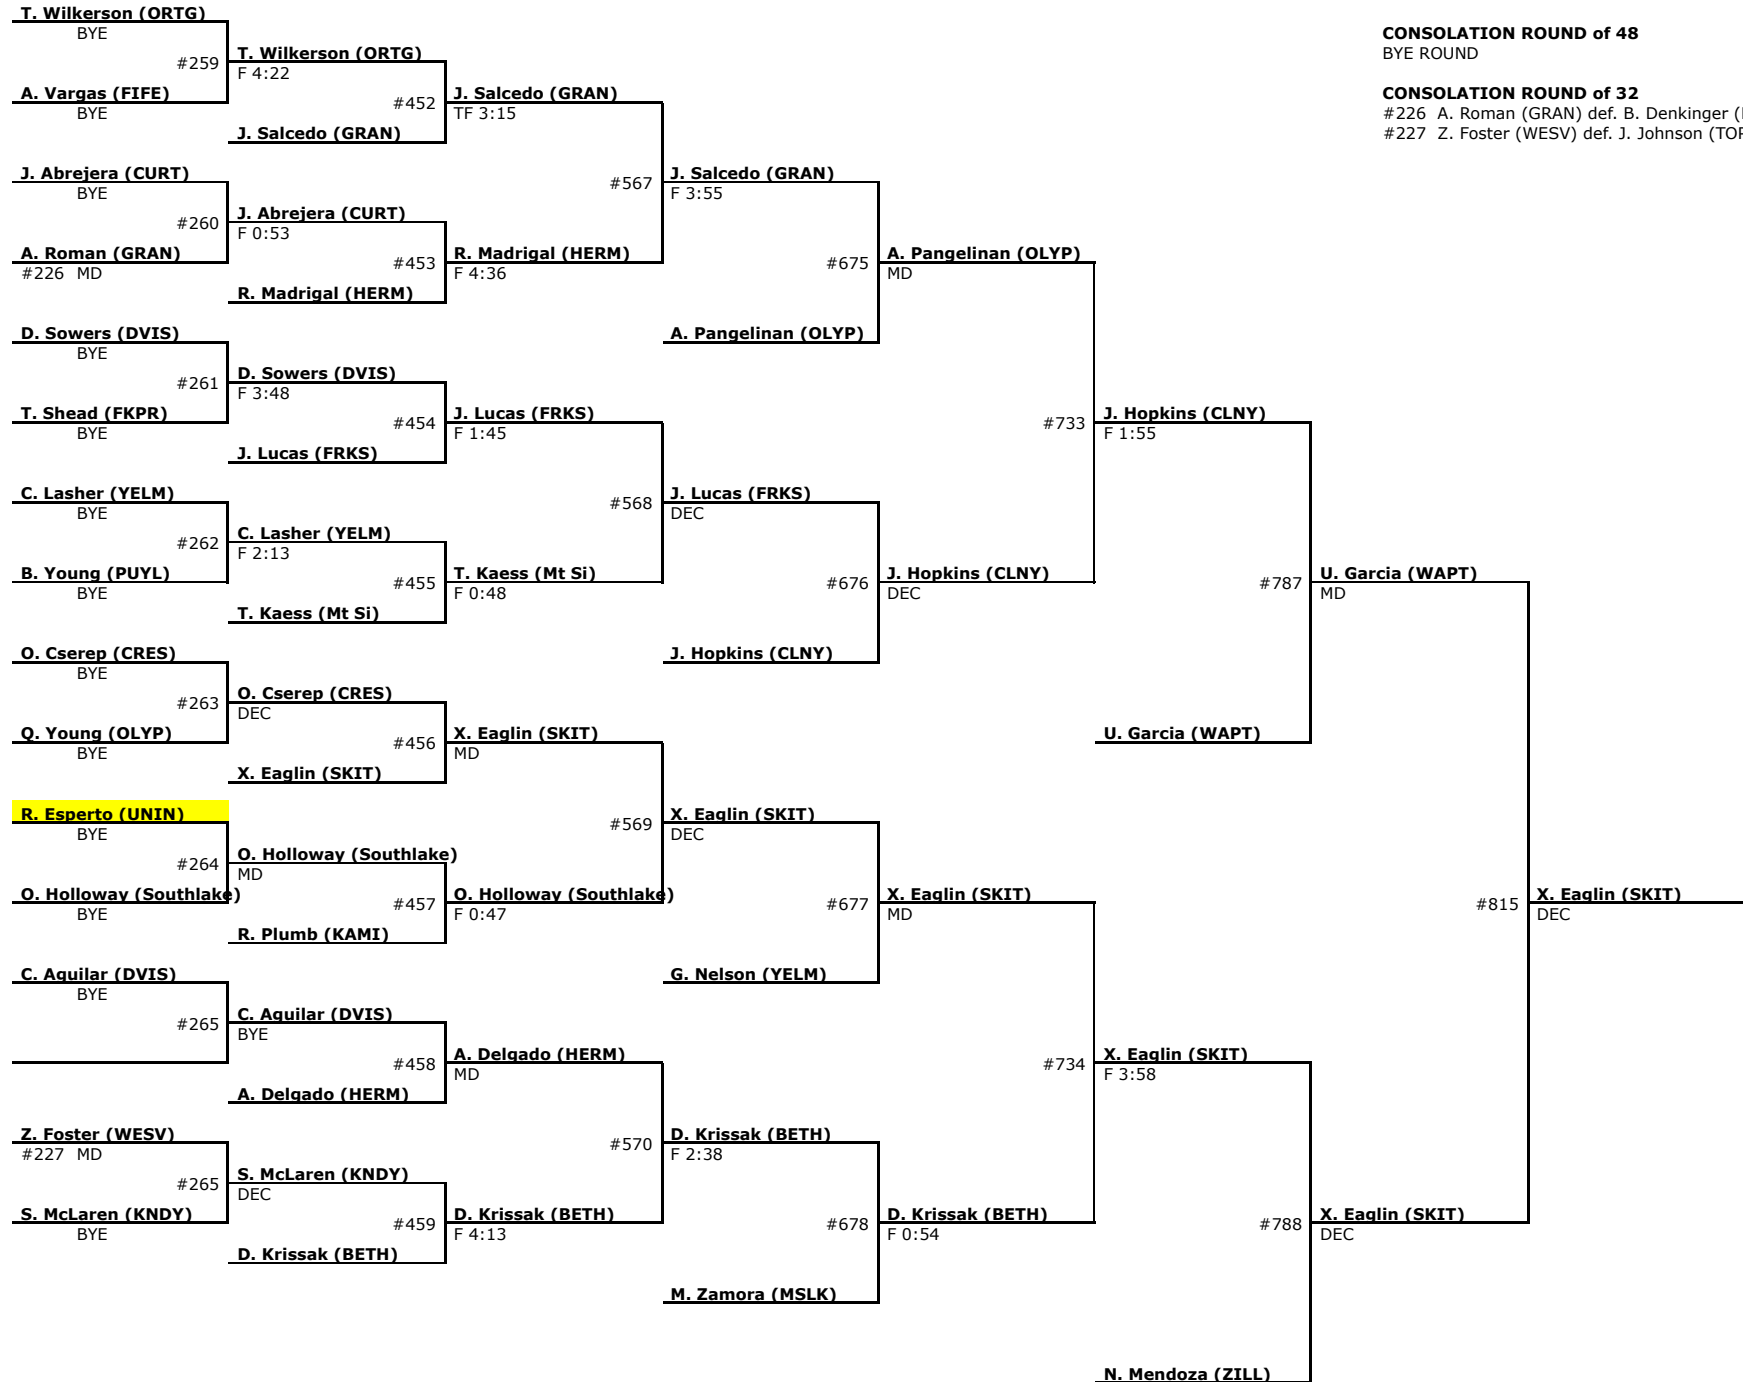 T. Wilkerson (ORTG)
BYE
#259
A. Vargas (FIFE)
BYE
J. Abrejera (CURT)
BYE
#260
A. Roman (GRAN)
#226 MD
D. Sowers (DVIS)
BYE
#261
T. Shead (FKPR)
BYE
C. Lasher (YELM)
BYE
#262
B. Young (PUYL)
BYE
O. Cserep (CRES)
BYE
#263
Q. Young (OLYP)
BYE
R. Esperto (UNIN)
BYE
#264
O. Holloway (Southlake)
BYE
C. Aguilar (DVIS)
BYE
#265
Z. Foster (WESV)
#227 MD
#265
S. McLaren (KNDY)
BYE
T. Wilkerson (ORTG)
F 4:22
#452
J. Salcedo (GRAN)
J. Abrejera (CURT)
F 0:53
#453
R. Madrigal (HERM)
D. Sowers (DVIS)
F 3:48
#454
J. Lucas (FRKS)
C. Lasher (YELM)
F 2:13
#455
T. Kaess (Mt Si)
O. Cserep (CRES)
DEC
#456
X. Eaglin (SKIT)
O. Holloway (Southlake)
MD
#457
R. Plumb (KAMI)
C. Aguilar (DVIS)
BYE
#458
A. Delgado (HERM)
S. McLaren (KNDY)
DEC
#459
D. Krissak (BETH)
J. Salcedo (GRAN)
TF 3:15
#567
R. Madrigal (HERM)
F 4:36
J. Lucas (FRKS)
F 1:45
#568
T. Kaess (Mt Si)
F 0:48
X. Eaglin (SKIT)
MD
#569
O. Holloway (Southlake)
F 0:47
A. Delgado (HERM)
MD
#570
D. Krissak (BETH)
F 4:13
J. Salcedo (GRAN)
F 3:55
#675
A. Pangelinan (OLYP)
J. Lucas (FRKS)
DEC
#676
J. Hopkins (CLNY)
X. Eaglin (SKIT)
DEC
#677
G. Nelson (YELM)
D. Krissak (BETH)
F 2:38
#678
M. Zamora (MSLK)
A. Pangelinan (OLYP)
MD
#733
J. Hopkins (CLNY)
DEC
X. Eaglin (SKIT)
MD
#734
D. Krissak (BETH)
F 0:54
J. Hopkins (CLNY)
F 1:55
#787
U. Garcia (WAPT)
X. Eaglin (SKIT)
F 3:58
#788
N. Mendoza (ZILL)
U. Garcia (WAPT)
MD
#815
X. Eaglin (SKIT)
DEC
X. Eaglin (SKIT)
DEC
CONSOLATION ROUND of 48
BYE ROUND
CONSOLATION ROUND of 32
#226 A. Roman (GRAN) def. B. Denkinger (
#227 Z. Foster (WESV) def. J. Johnson (TO